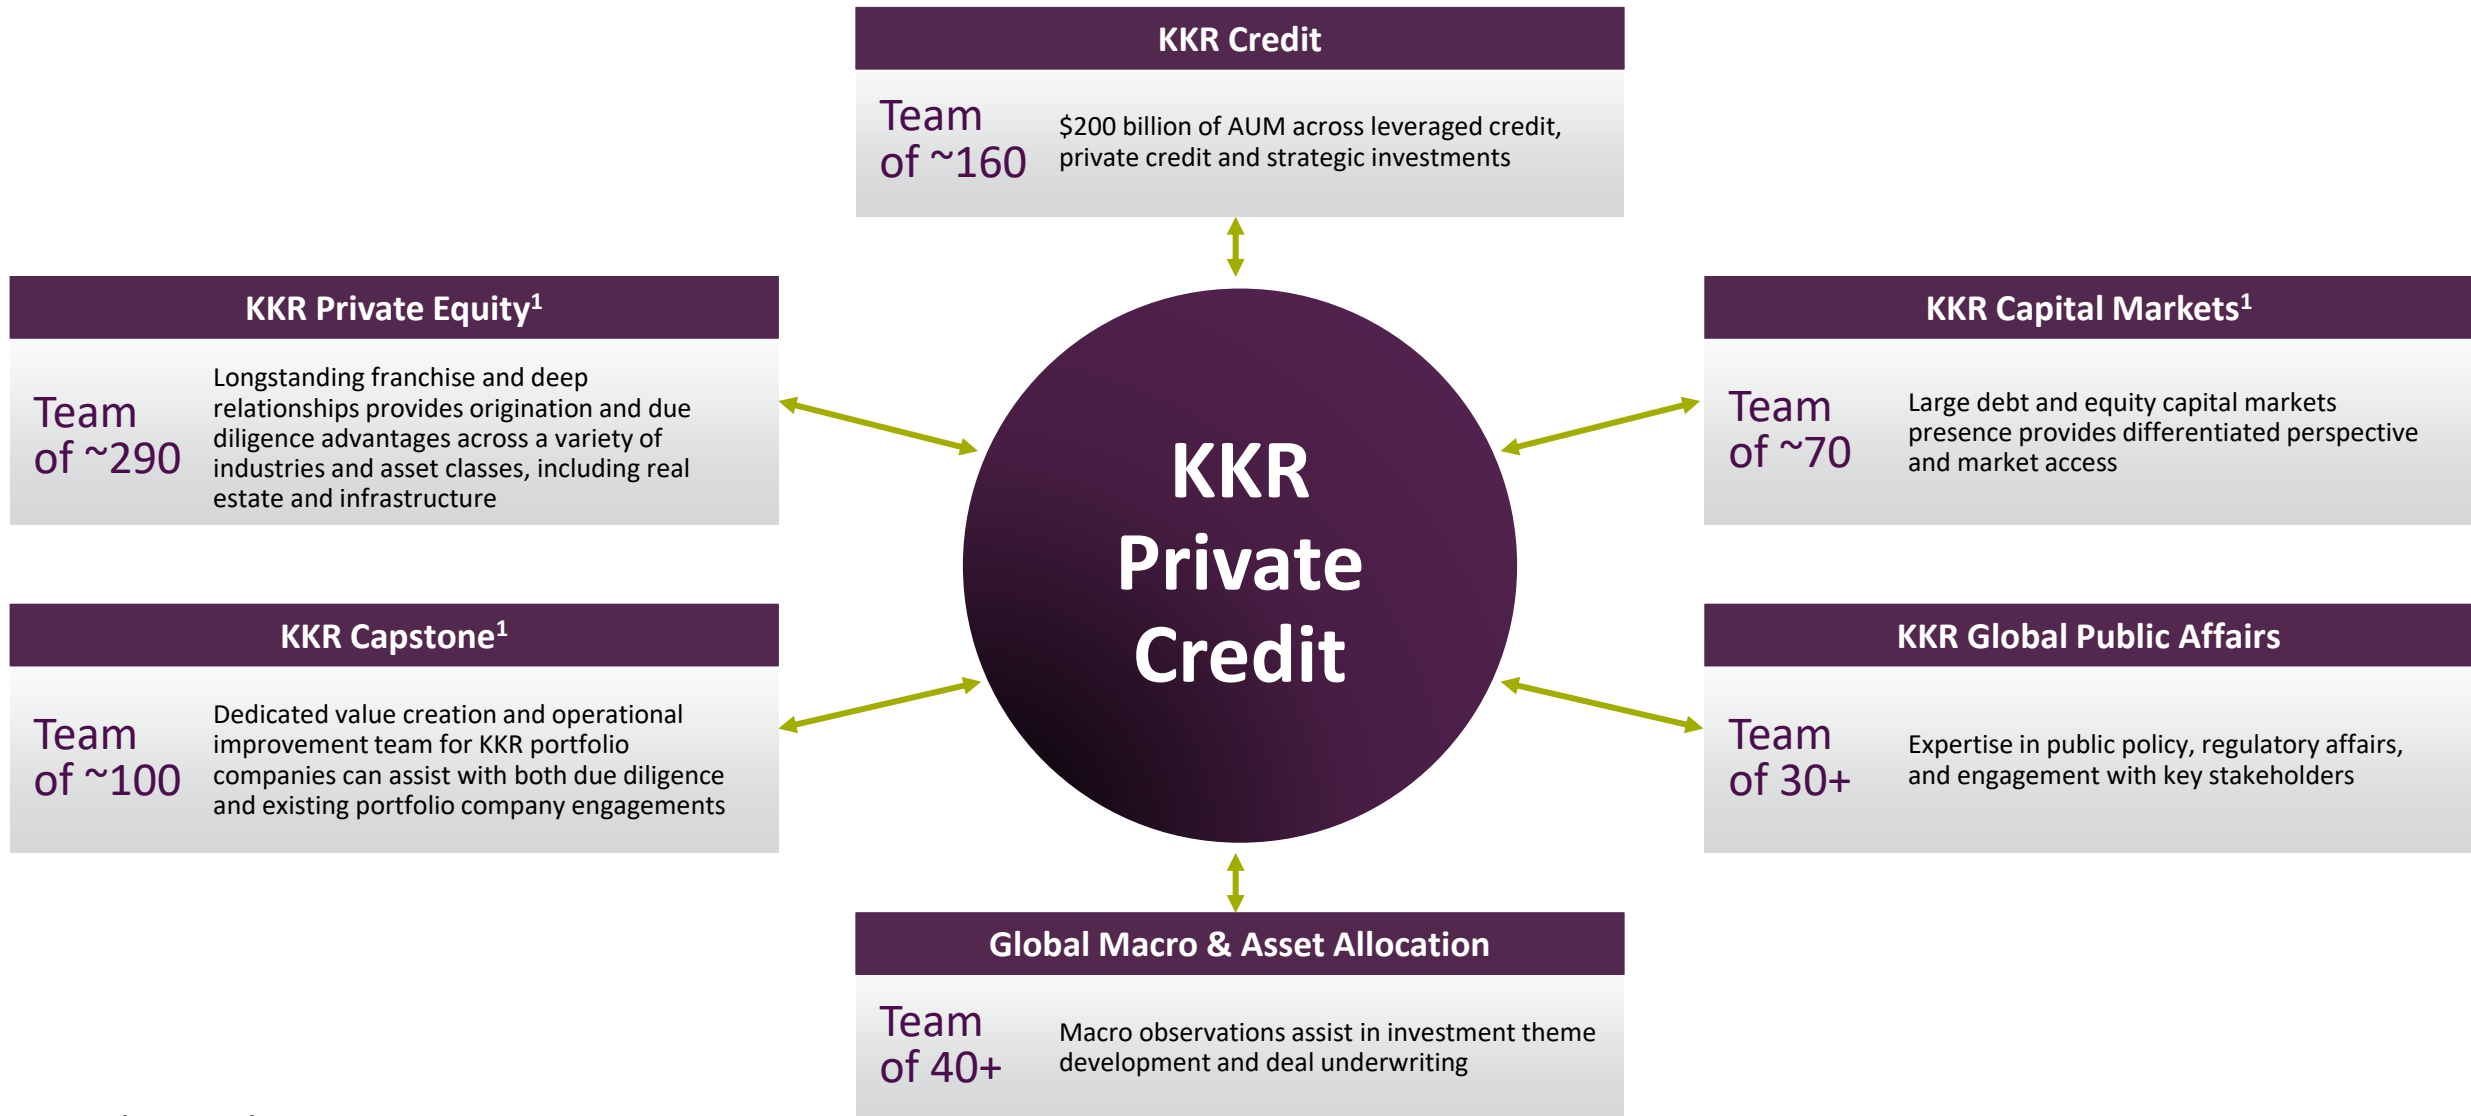 KKR Credit
Team
of ~160
$200 billion of AUM across leveraged credit,
private credit and strategic investments
KKR Private Equity¹
Team
of ~290
Longstanding franchise and deep
relationships provides origination and due
diligence advantages across a variety of
industries and asset classes, including real
estate and infrastructure
KKR Capital Markets¹
Team
of ~70
Large debt and equity capital markets
presence provides differentiated perspective
and market access
KKR
Private
Credit
KKR Capstone¹
Team
of ~100
Dedicated value creation and operational
improvement team for KKR portfolio
companies can assist with both due diligence
and existing portfolio company engagements
KKR Global Public Affairs
Team
of 30+
Expertise in public policy, regulatory affairs,
and engagement with key stakeholders
Global Macro & Asset Allocation
Team
of 40+
Macro observations assist in investment theme
development and deal underwriting